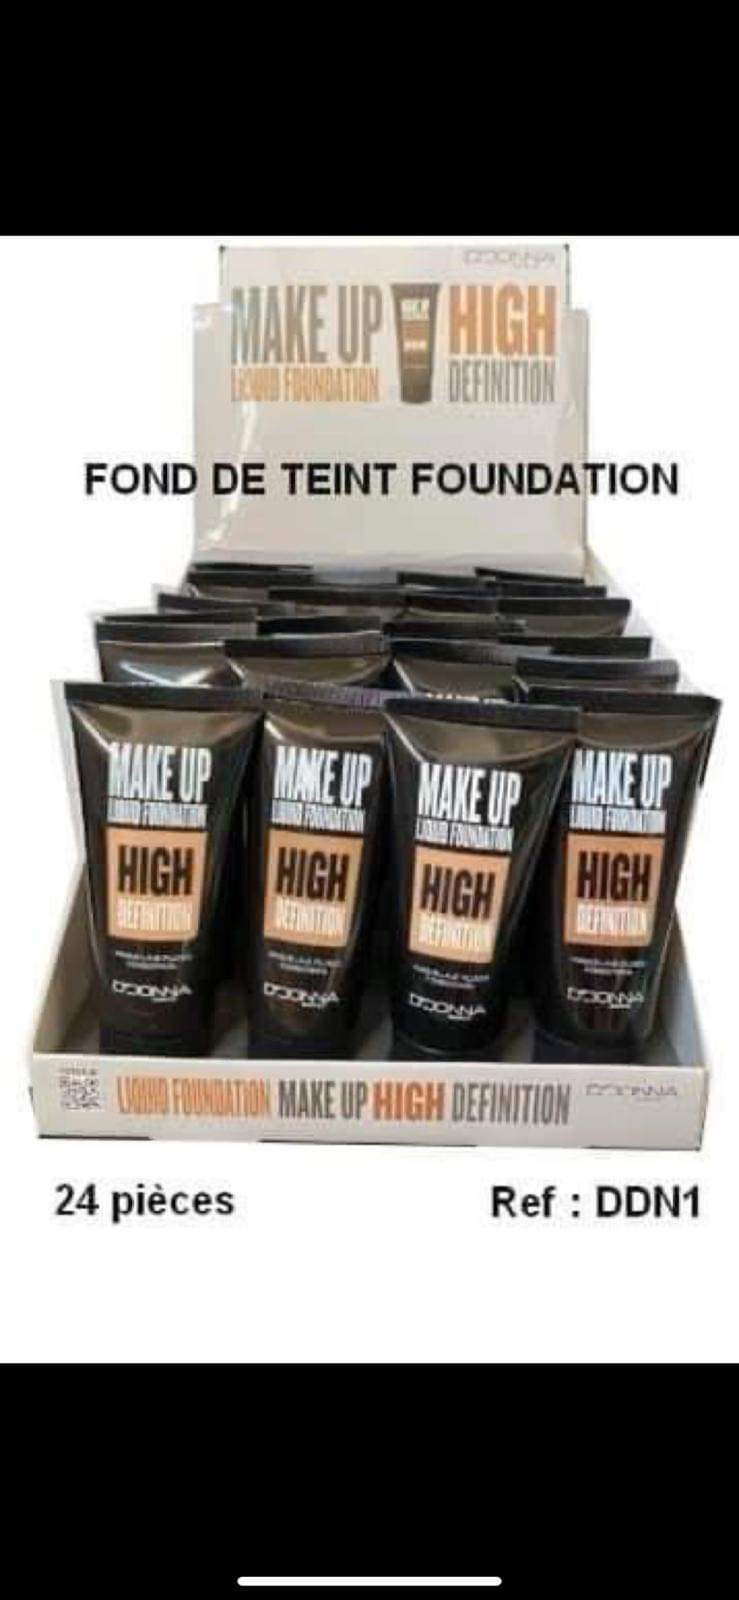 D'DONNA
MAKE UP HIGH
LIQUID FOUNDATION DEFINITION
FOND DE TEINT FOUNDATION
MAKE UP
LIQUID FOUNDATION
HIGH
DEFINITION
D'DONNA
MAKE UP
LIQUID FOUNDATION
HIGH
DEFINITION
D'DONNA
MAKE UP
LIQUID FOUNDATION
HIGH
DEFINITION
D'DONNA
MAKE UP
LIQUID FOUNDATION
HIGH
DEFINITION
D'DONNA
LIQUID FOUNDATION MAKE UP HIGH DEFINITION D'DONNA
24 pièces Ref : DDN1